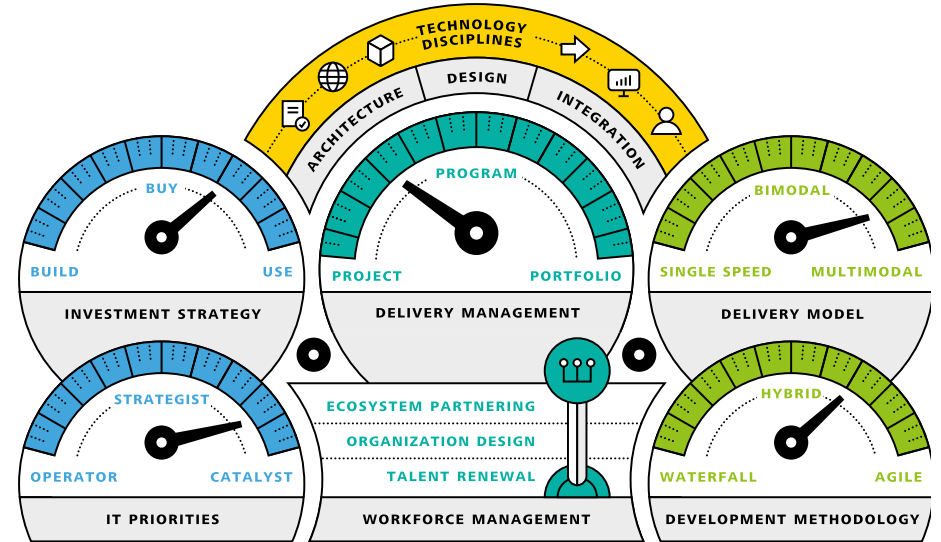 TECHNOLOGY
DISCIPLINES
ARCHITECTURE
DESIGN
INTEGRATION
BUY
BUILD
USE
INVESTMENT STRATEGY
PROGRAM
PROJECT
PORTFOLIO
DELIVERY MANAGEMENT
BIMODAL
SINGLE SPEED
MULTIMODAL
DELIVERY MODEL
STRATEGIST
OPERATOR
CATALYST
IT PRIORITIES
ECOSYSTEM PARTNERING
ORGANIZATION DESIGN
TALENT RENEWAL
WORKFORCE MANAGEMENT
HYBRID
WATERFALL
AGILE
DEVELOPMENT METHODOLOGY